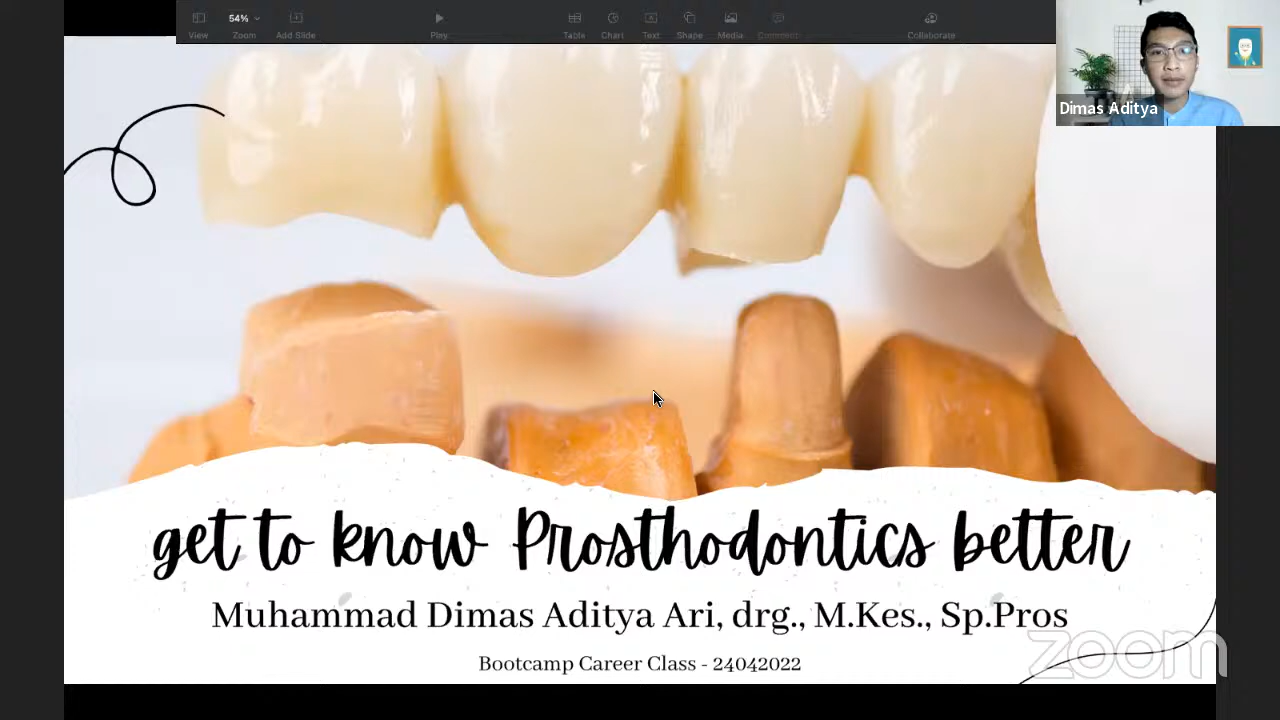 54%
View
Zoom
Add Slide
Play
Table
Chart
Text
Shape
Media
Comment
Collaborate
Dimas Aditya
get to know Prosthodontics better
Muhammad Dimas Aditya Ari, drg., M.Kes., Sp.Pros
Bootcamp Career Class - 24042022
zoom